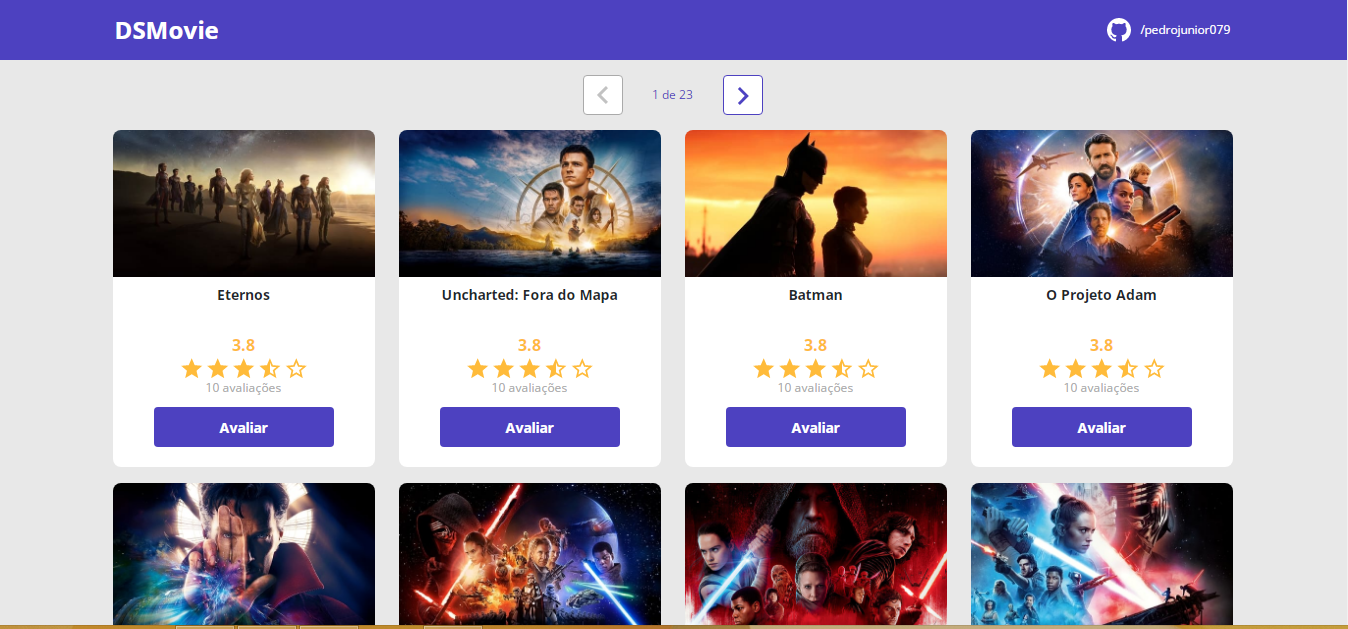 DSMovie
/pedrojunior079
1 de 23
Eternos
Uncharted: Fora do Mapa
Batman
O Projeto Adam
3.8
3.8
3.8
3.8
10 avaliações
10 avaliações
10 avaliações
10 avaliações
Avaliar
Avaliar
Avaliar
Avaliar